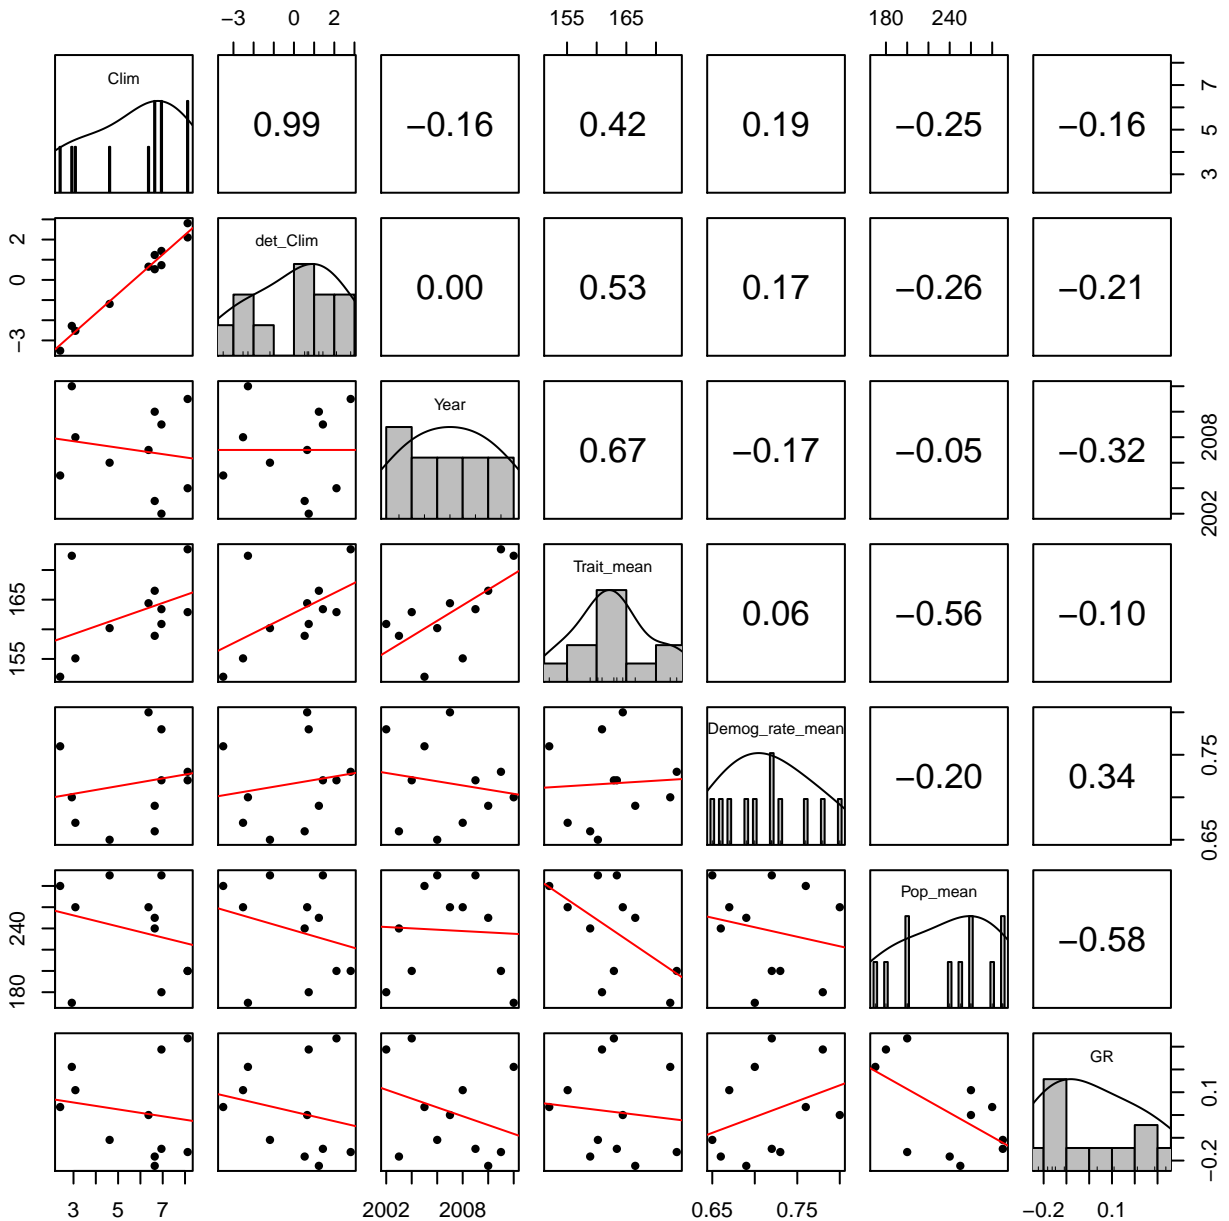 −3 0 2 155 165 180 240
Clim 0.99 −0.16 0.42 0.19 −0.25 −0.16 3 5 7
−3 0 2 det_Clim 0.00 0.53 0.17 −0.26 −0.21
Year 0.67 −0.17 −0.05 −0.32 2002 2008
155 165 Trait_mean 0.06 −0.56 −0.10
Demog_rate_mean −0.20 0.34 0.65 0.75
180 240 Pop_mean −0.58
GR −0.2 0.1
3 5 7 2002 2008 0.65 0.75 −0.2 0.1